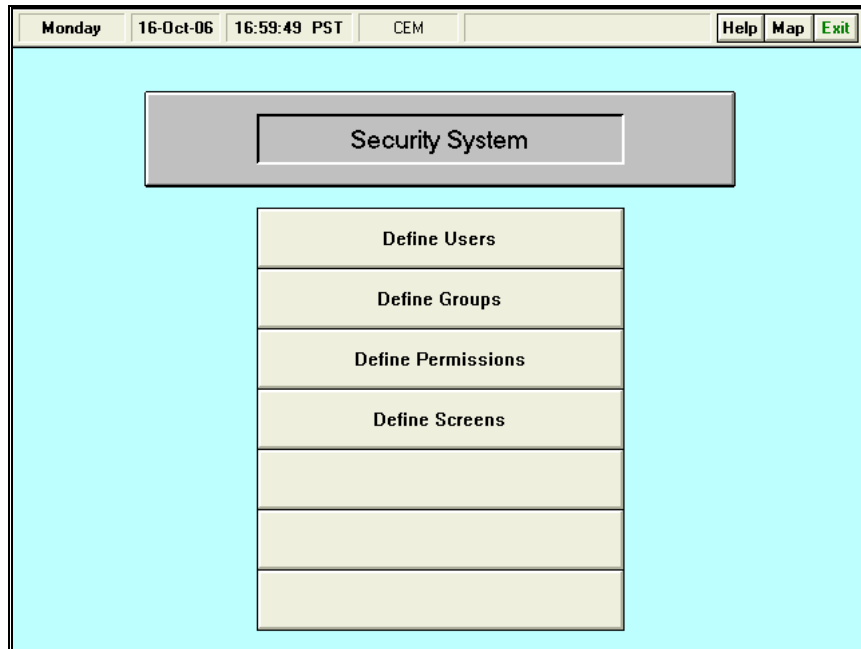 Monday 16-Oct-06 16:59:49 PST CEM Help Map Exit
Security System
Define Users
Define Groups
Define Permissions
Define Screens